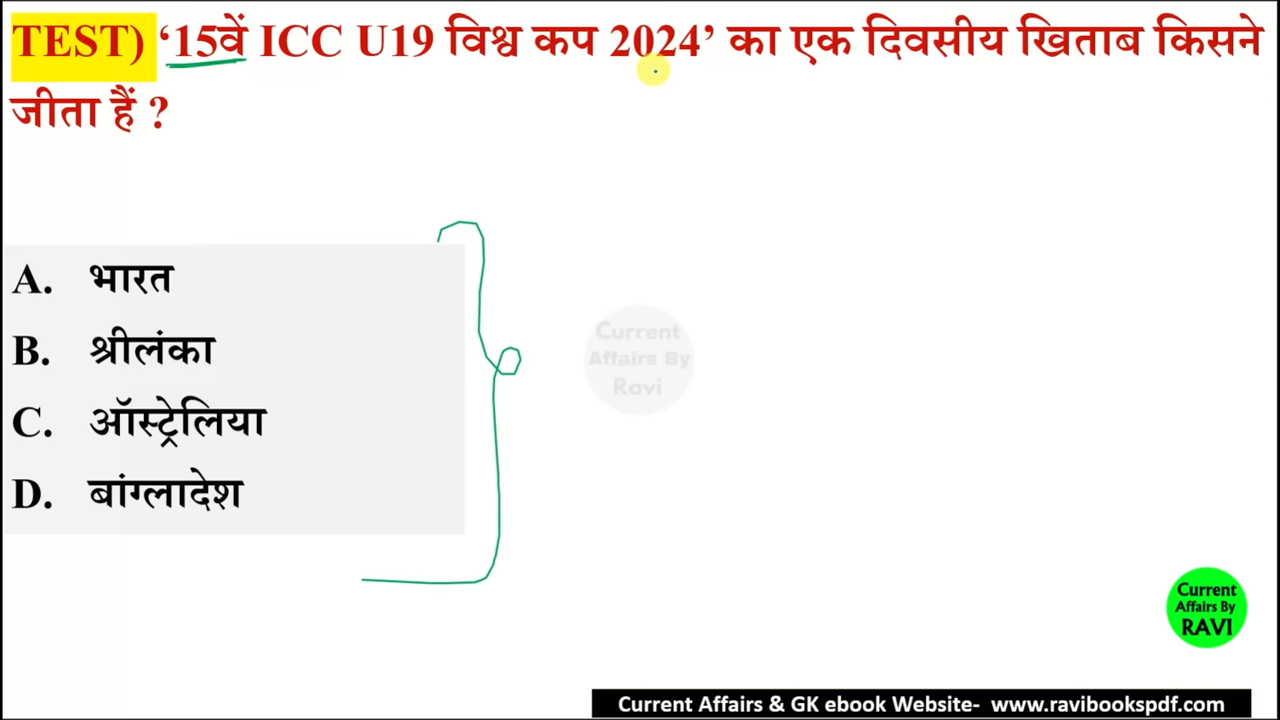 TEST) ‘15वें ICC U19 विश्व कप 2024’ का एक दिवसीय खिताब किसने
जीता हैं ?
A. भारत
B. श्रीलंका
C. ऑस्ट्रेलिया
D. बांग्लादेश
Current
Affairs By
Ravi
Current
Affairs By
RAVI
Current Affairs & GK ebook Website- www.ravibookspdf.com